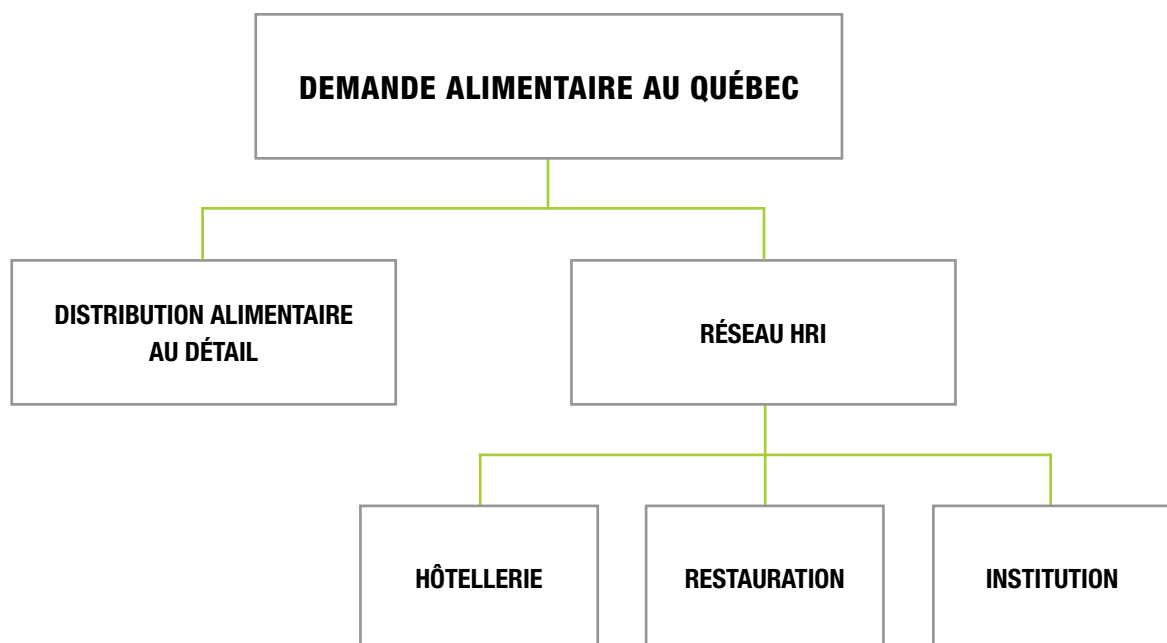 DEMANDE ALIMENTAIRE AU QUÉBEC
DISTRIBUTION ALIMENTAIRE
AU DÉTAIL
RÉSEAU HRI
HÔTELLERIE
RESTAURATION
INSTITUTION